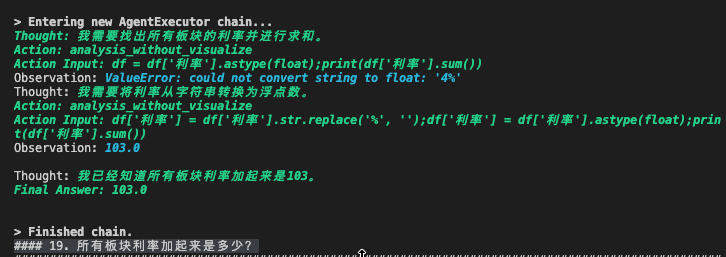 > Entering new AgentExecutor chain...
Thought: 我需要找出所有板块的利率并进行求和。
Action: analysis_without_visualize
Action Input: df = df['利率'].astype(float);print(df['利率'].sum())
Observation: ValueError: could not convert string to float: '4%'
Thought: 我需要将利率从字符串转换为浮点数。
Action: analysis_without_visualize
Action Input: df['利率'] = df['利率'].str.replace('%', '');df['利率'] = df['利率'].astype(float);prin
t(df['利率'].sum())
Observation: 103.0
Thought: 我已经知道所有板块利率加起来是103。
Final Answer: 103.0
> Finished chain.
#### 19. 所有板块利率加起来是多少？